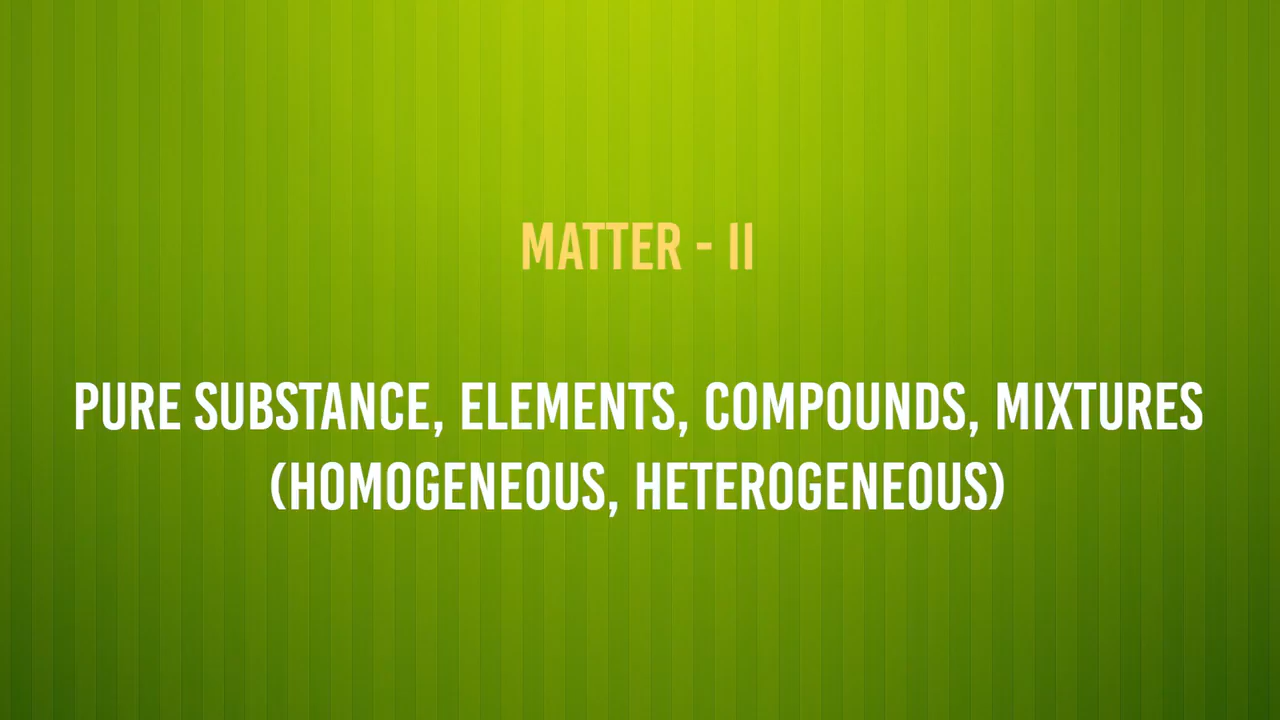 MATTER - II
PURE SUBSTANCE, ELEMENTS, COMPOUNDS, MIXTURES
(HOMOGENEOUS, HETEROGENEOUS)